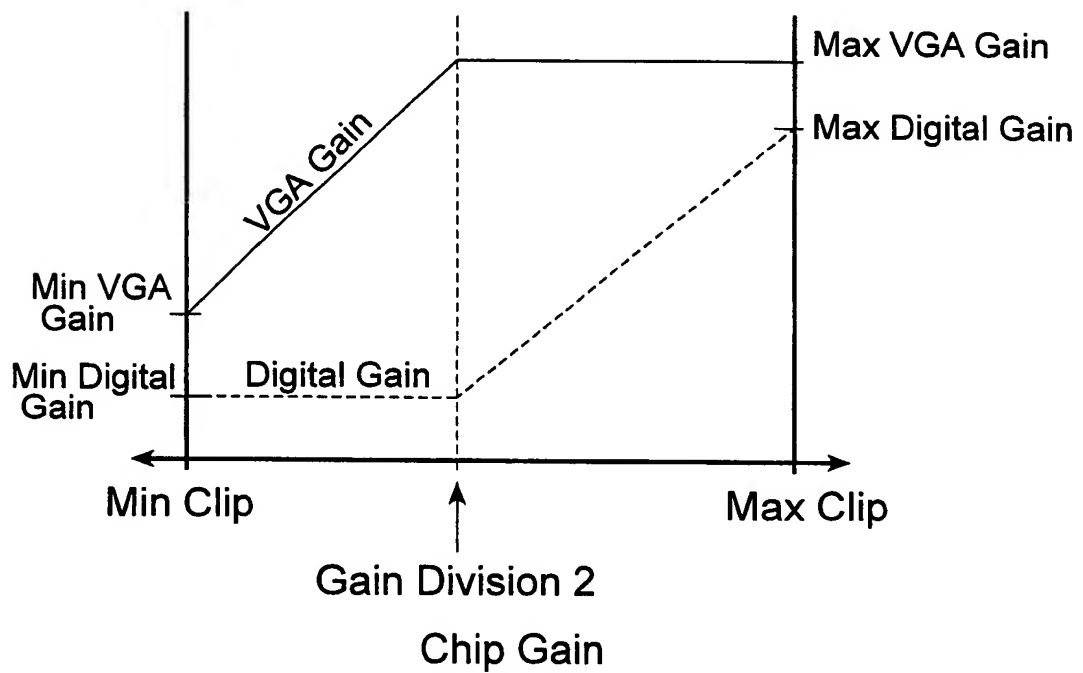 Max VGA Gain
Max Digital Gain
VGA Gain
Min VGA
Gain
Min Digital
Gain
Digital Gain
Min Clip
Max Clip
Gain Division 2
Chip Gain